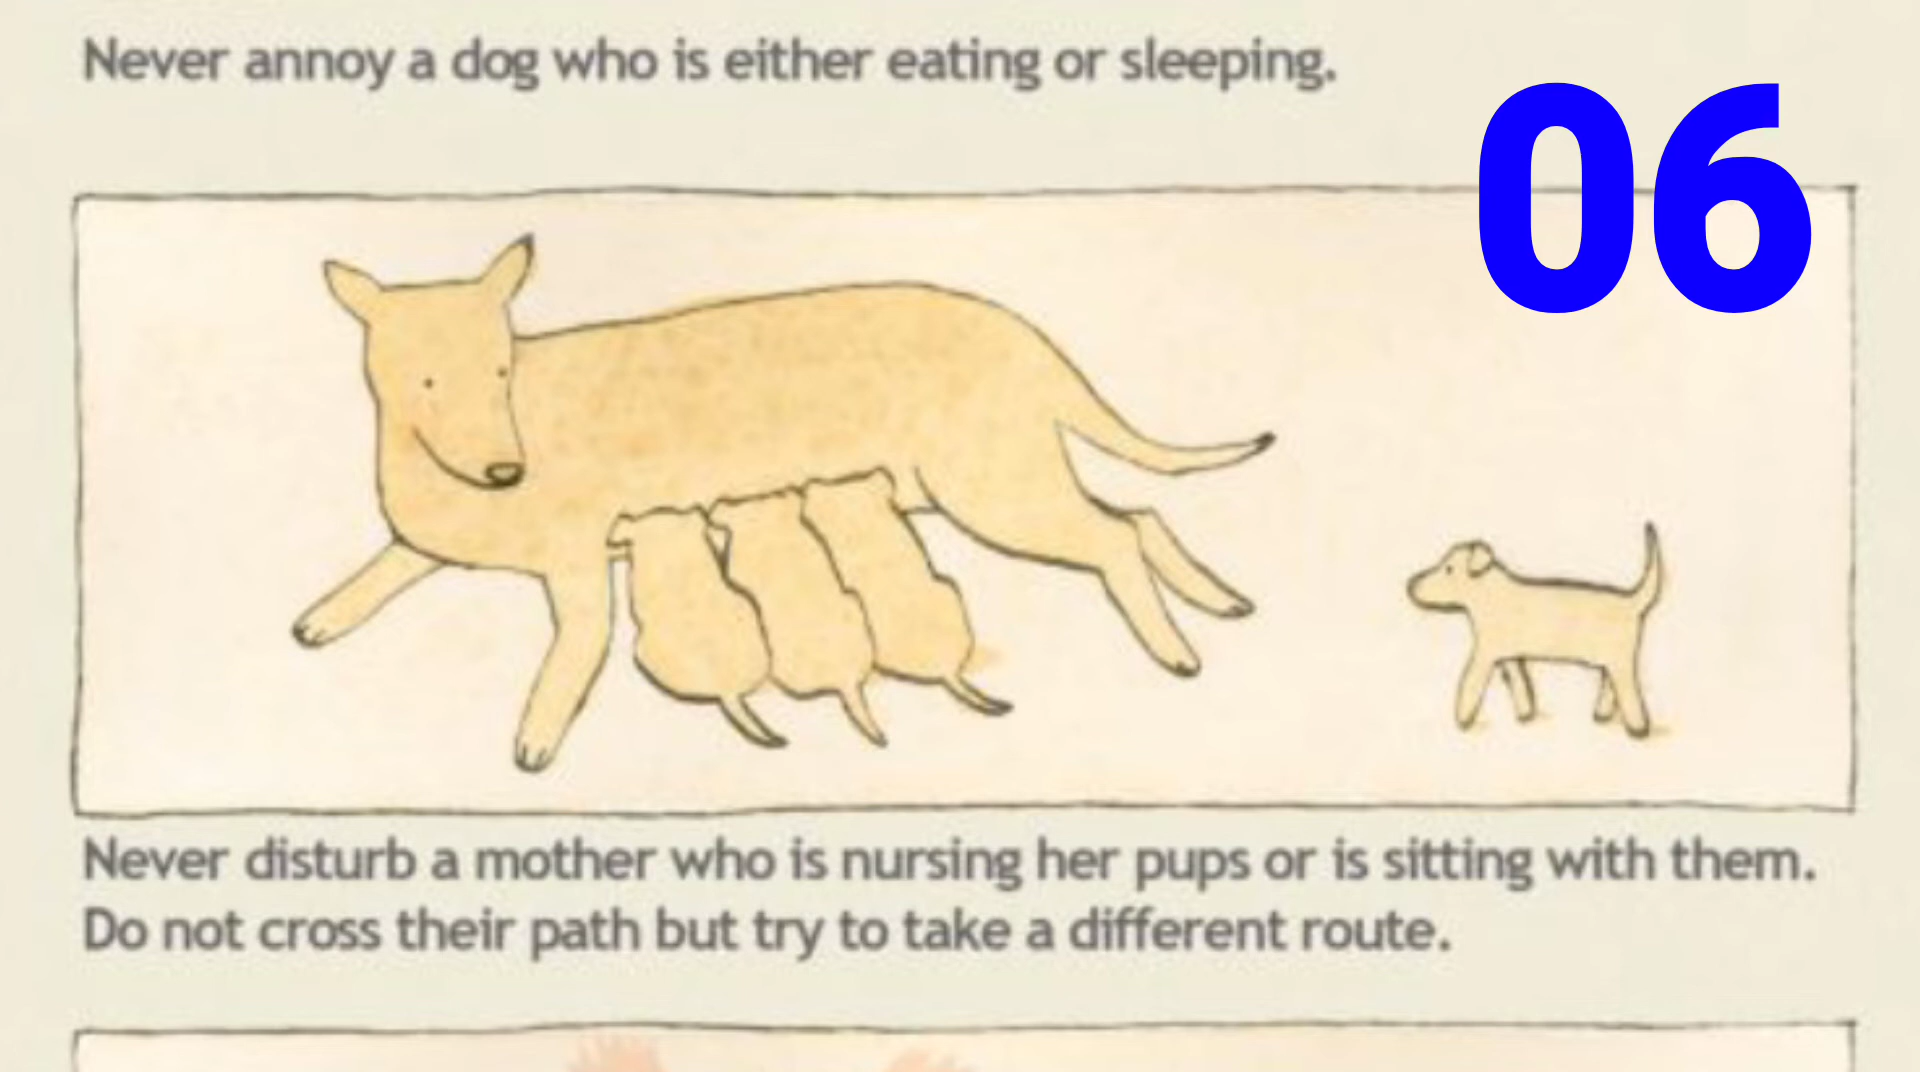 Never annoy a dog who is either eating or sleeping.
06
Never disturb a mother who is nursing her pups or is sitting with them.
Do not cross their path but try to take a different route.